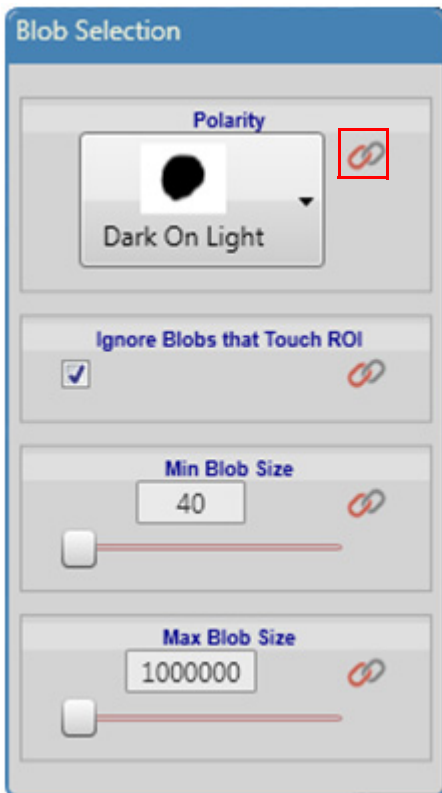 Blob Selection
Polarity
Dark On Light
Ignore Blobs that Touch ROI
Min Blob Size
40
Max Blob Size
1000000